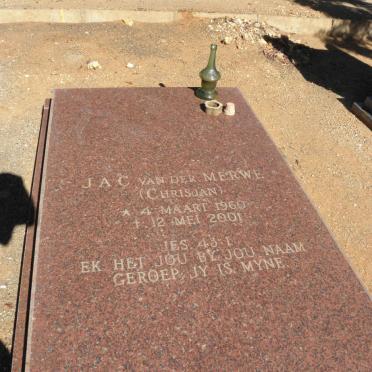 J A C VAN DER MERWE
(CHRISJAN)
* 4 MAART 1960
+ 12 MEI 2001
JES 43:1
EK HET JOU BY JOU NAAM
GEROEP, JY IS MYNE